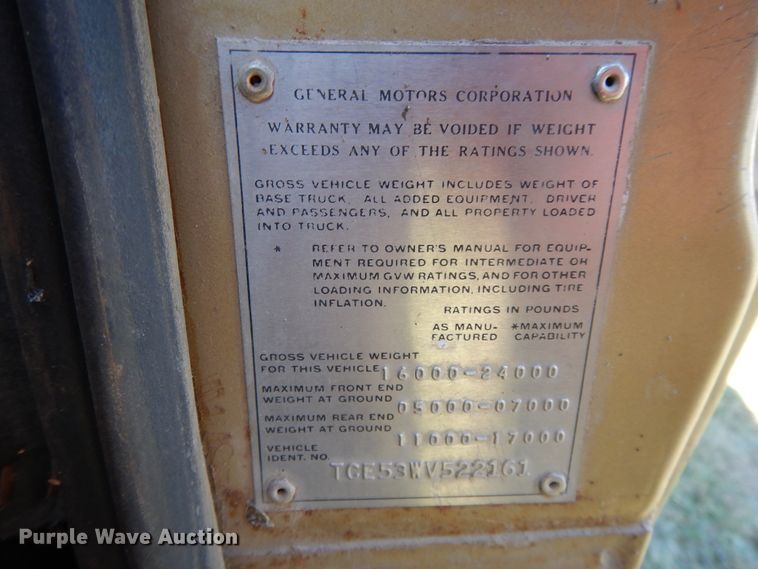 GENERAL MOTORS CORPORATION
WARRANTY MAY BE VOIDED IF WEIGHT
EXCEEDS ANY OF THE RATINGS SHOWN.
GROSS VEHICLE WEIGHT INCLUDES WEIGHT OF
BASE TRUCK, ALL ADDED EQUIPMENT, DRIVER
AND PASSENGERS, AND ALL PROPERTY LOADED
INTO TRUCK.
* REFER TO OWNER'S MANUAL FOR EQUIP-
MENT REQUIRED FOR INTERMEDIATE OR
MAXIMUM GVW RATINGS, AND FOR OTHER
LOADING INFORMATION, INCLUDING TIRE
INFLATION.
RATINGS IN POUNDS
AS MANU- *MAXIMUM
FACTURED CAPABILITY
GROSS VEHICLE WEIGHT
FOR THIS VEHICLE 16000-24000
MAXIMUM FRONT END
WEIGHT AT GROUND 05000-07000
MAXIMUM REAR END
WEIGHT AT GROUND 11000-17000
VEHICLE
IDENT. NO. TCE53WV522161
Purple Wave Auction